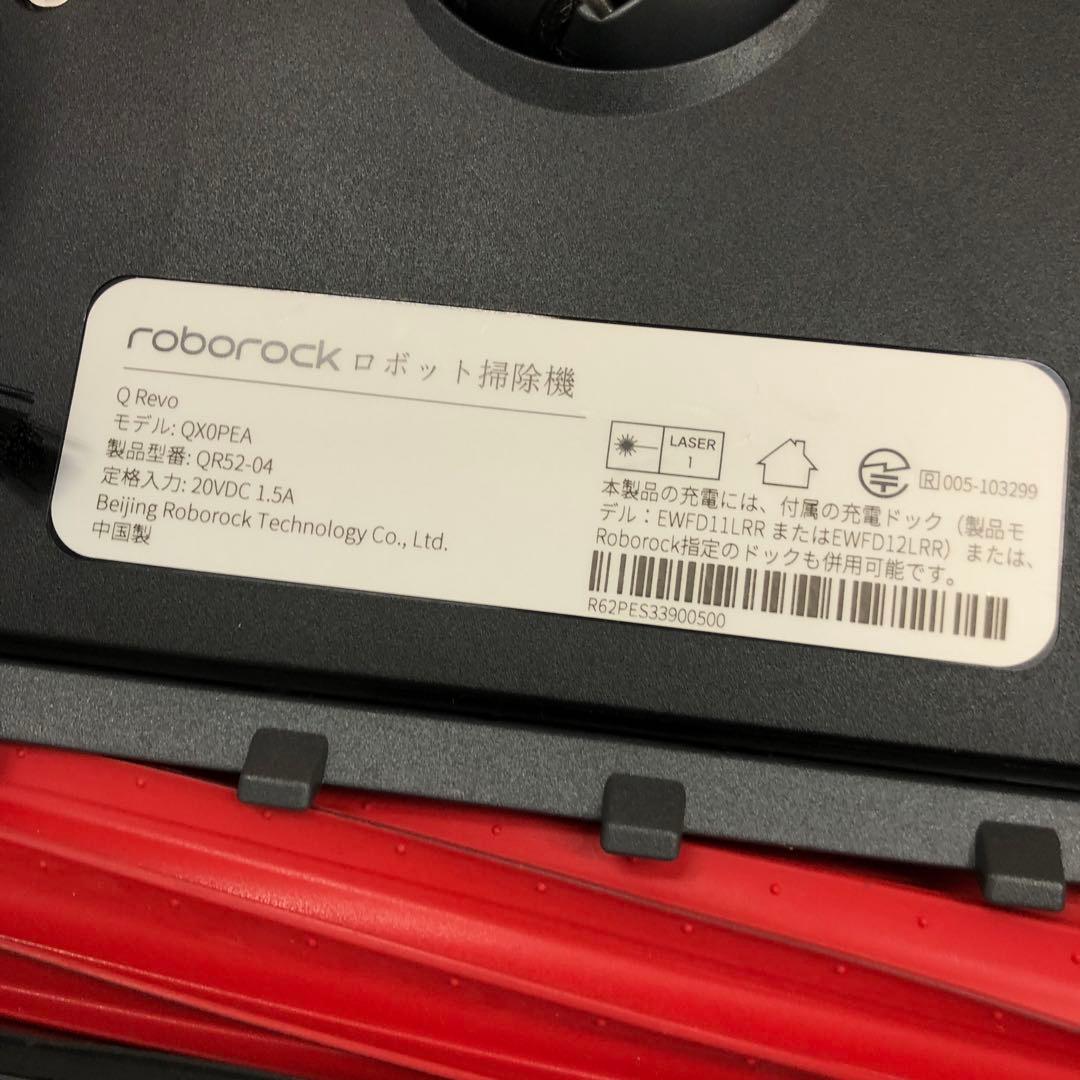 roborock ロボット掃除機
Q Revo
モデル: QX0PEA
製品型番: QR52-04
定格入力: 20VDC 1.5A
Beijing Roborock Technology Co., Ltd.
中国製
LASER
1
R 005-103299
本製品の充電には、付属の充電ドック（製品モ
デル：EWFD11LRR またはEWFD12LRR）または、
Roborock指定のドックも併用可能です。
R62PES33900500